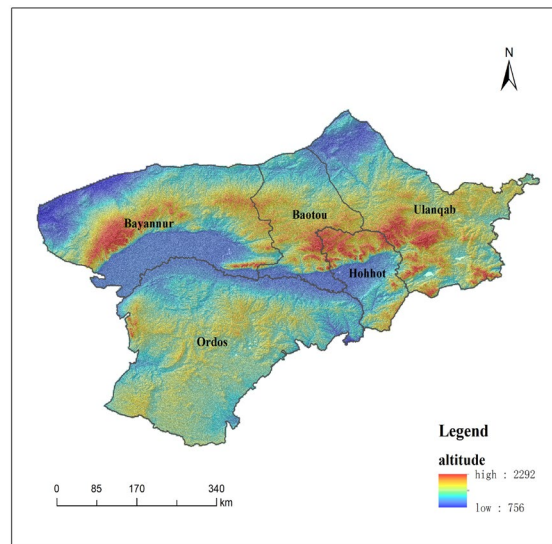 N
Bayannur
Baotou
Ulanqab
Hohhot
Ordos
Legend
altitude
high : 2292
low : 756
0 85 170 340
km